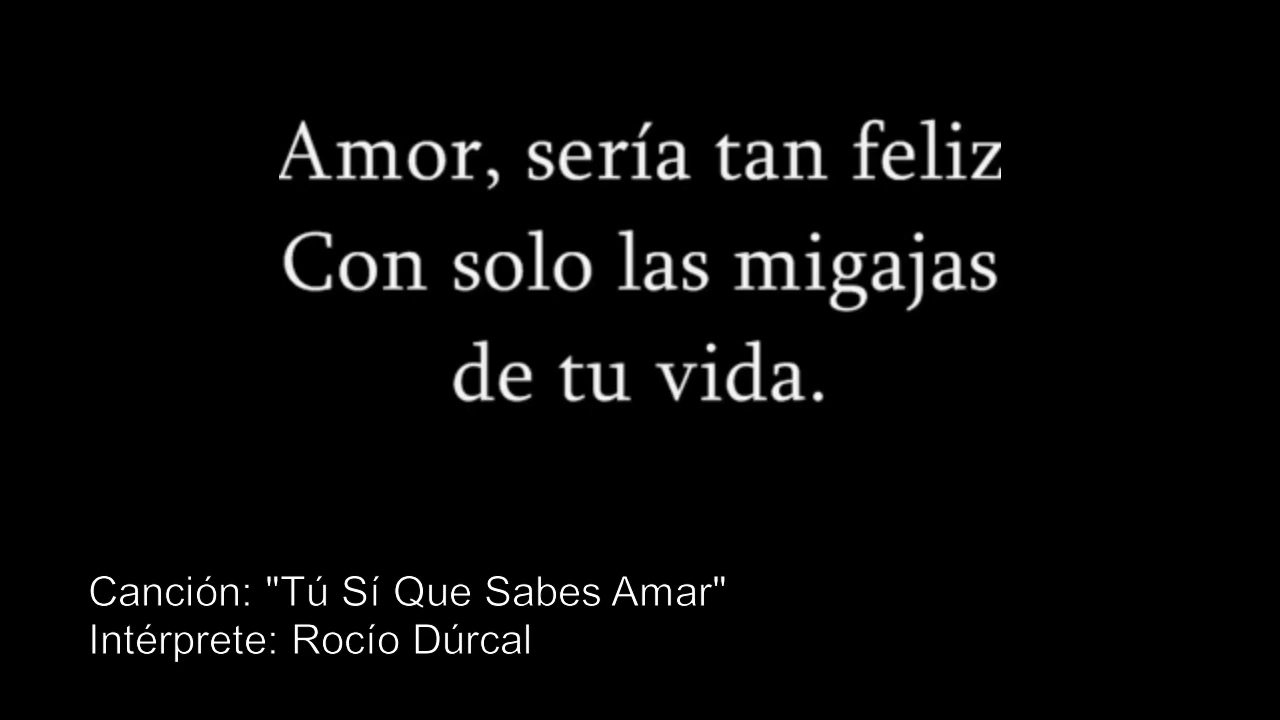 Amor, sería tan feliz
Con solo las migajas
de tu vida.
Canción: "Tú Sí Que Sabes Amar"
Intérprete: Rocío Dúrcal